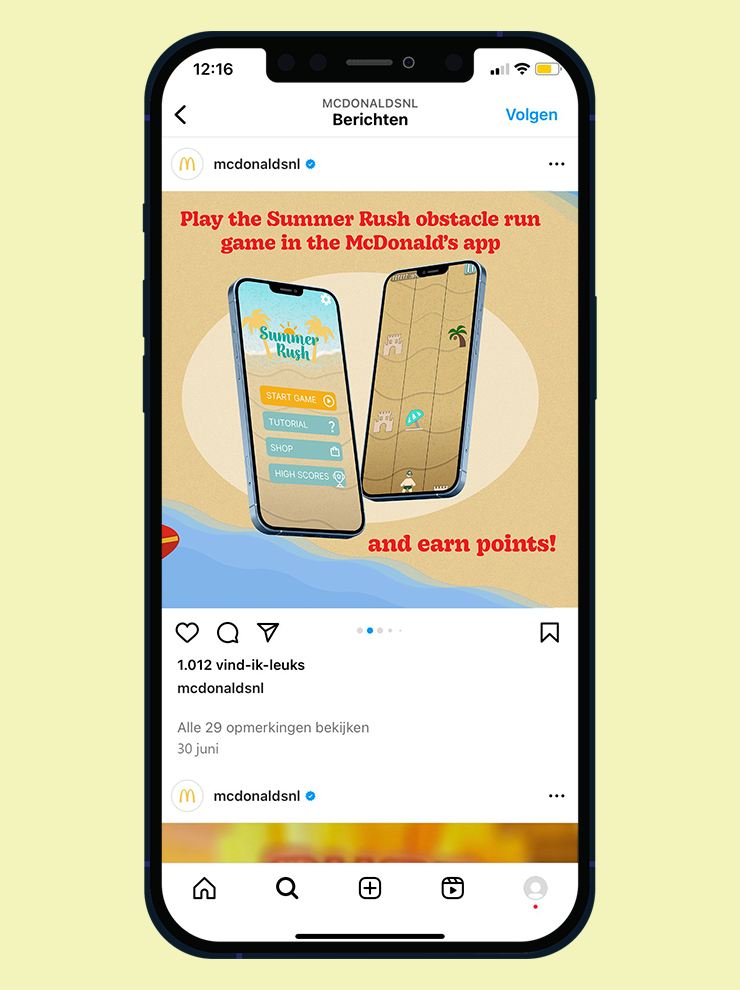 12:16
MCDONALDSNL
Berichten
Volgen
mcdonaldsnl
Play the Summer Rush obstacle run
game in the McDonald's app
Summer
Rush
START GAME
TUTORIAL
?
SHOP
HIGH SCORES
and earn points!
1.012 vind-ik-leuks
mcdonaldsnl
Alle 29 opmerkingen bekijken
30 juni
mcdonaldsnl